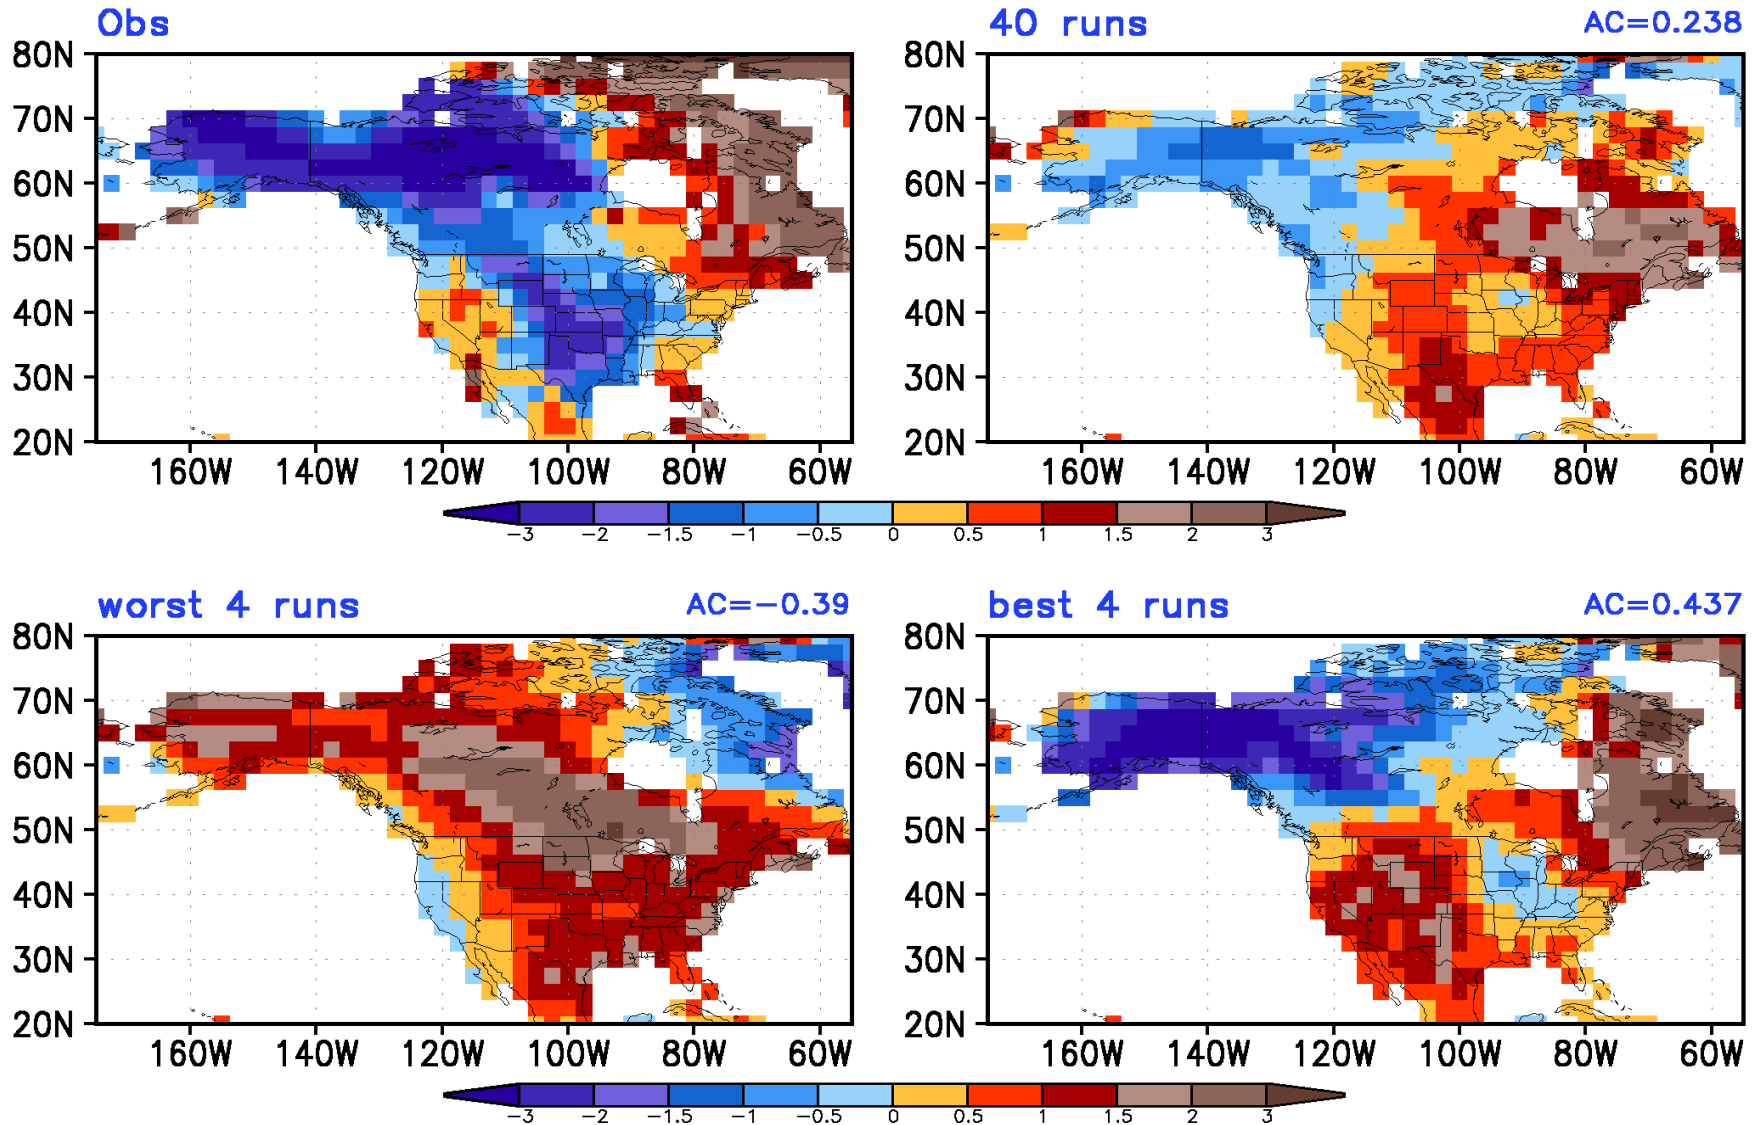 Obs
40 runs AC=0.238
80N 80N
70N 70N
60N 60N
50N 50N
40N 40N
30N 30N
20N 20N
160W 140W 120W 100W 80W 60W 160W 140W 120W 100W 80W 60W
-3 -2 -1.5 -1 -0.5 0 0.5 1 1.5 2 3
worst 4 runs AC=-0.39
best 4 runs AC=0.437
80N 80N
70N 70N
60N 60N
50N 50N
40N 40N
30N 30N
20N 20N
160W 140W 120W 100W 80W 60W 160W 140W 120W 100W 80W 60W
-3 -2 -1.5 -1 -0.5 0 0.5 1 1.5 2 3